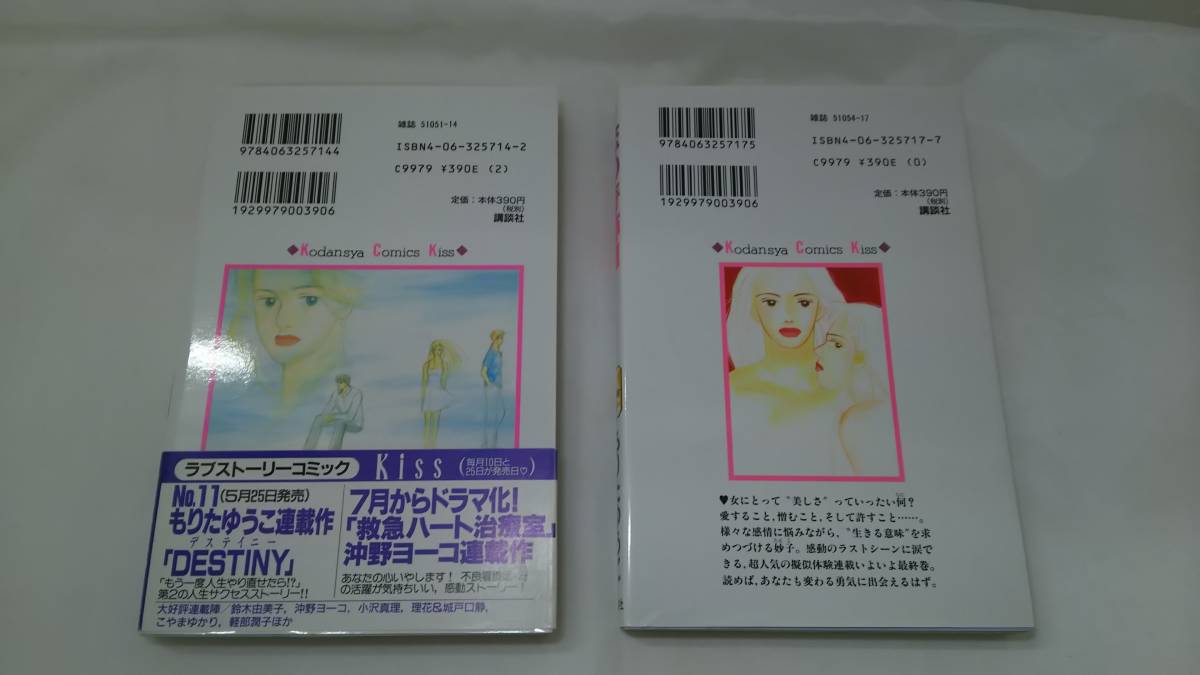 9784063257144
雑誌 51051-14
ISBN4-06-325714-2
C9979 ¥390E (2)
1929979003906
定価：本体390円
(税別)
講談社
◆Kodansya Comics Kiss◆
ラブストーリーコミック Kiss (毎月10日と25日が発売日♡)
No.11(5月25日発売)
もりたゆうこ連載作
デステイニー
「DESTINY」
「もう一度人生やり直せたら!?」
第2の人生サクセスストーリー!!
7月からドラマ化!
「救急ハート治療室」
沖野ヨーコ連載作
あなたの心いやします!
の活躍が気持ちいい、感動ストーリー!
大好評連載陣／鈴木由美子, 沖野ヨーコ, 小沢真理, 理花&城戸口静,
こやまゆかり, 軽部潤子ほか
9784063257175
雑誌 51054-17
ISBN4-06-325717-7
C9979 ¥390E (0)
1929979003906
定価：本体390円
(税別)
講談社
◆Kodansya Comics Kiss◆
♥女にとって“美しさ”っていったい何?
愛すること, 憎むこと, そして許すこと……。
様々な感情に悩みながら、“生きる意味”を求
めつづける妙子。感動のラストシーンに涙で
きる、超人気の擬似体験連載いよいよ最終巻。
読めば、あなたも変わる勇気に出会えるはず。